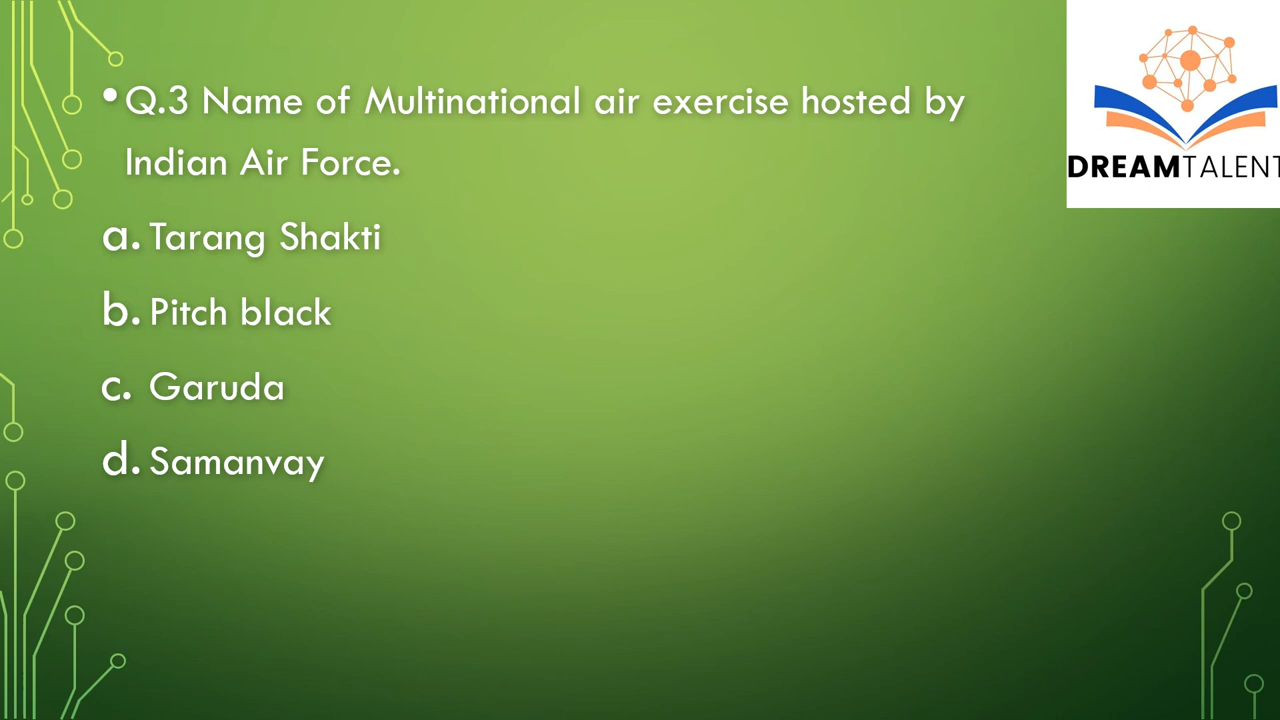 • Q.3 Name of Multinational air exercise hosted by
Indian Air Force.
a. Tarang Shakti
b. Pitch black
c. Garuda
d. Samanvay
DREAMTALENT